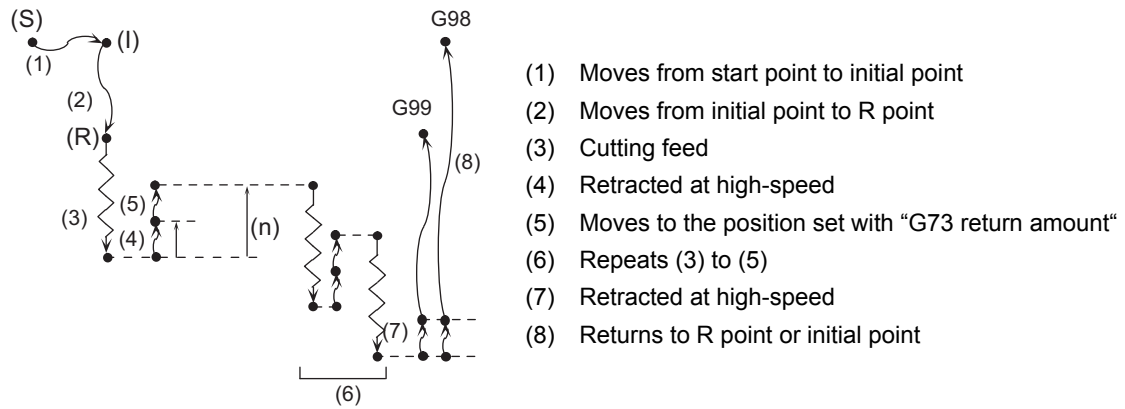 (S)
G98
(I)
(1)
(2)
G99
(R)
(8)
(5)
(3)
(n)
(4)
(7)
(6)
(1) Moves from start point to initial point
(2) Moves from initial point to R point
(3) Cutting feed
(4) Retracted at high-speed
(5) Moves to the position set with “G73 return amount“
(6) Repeats (3) to (5)
(7) Retracted at high-speed
(8) Returns to R point or initial point